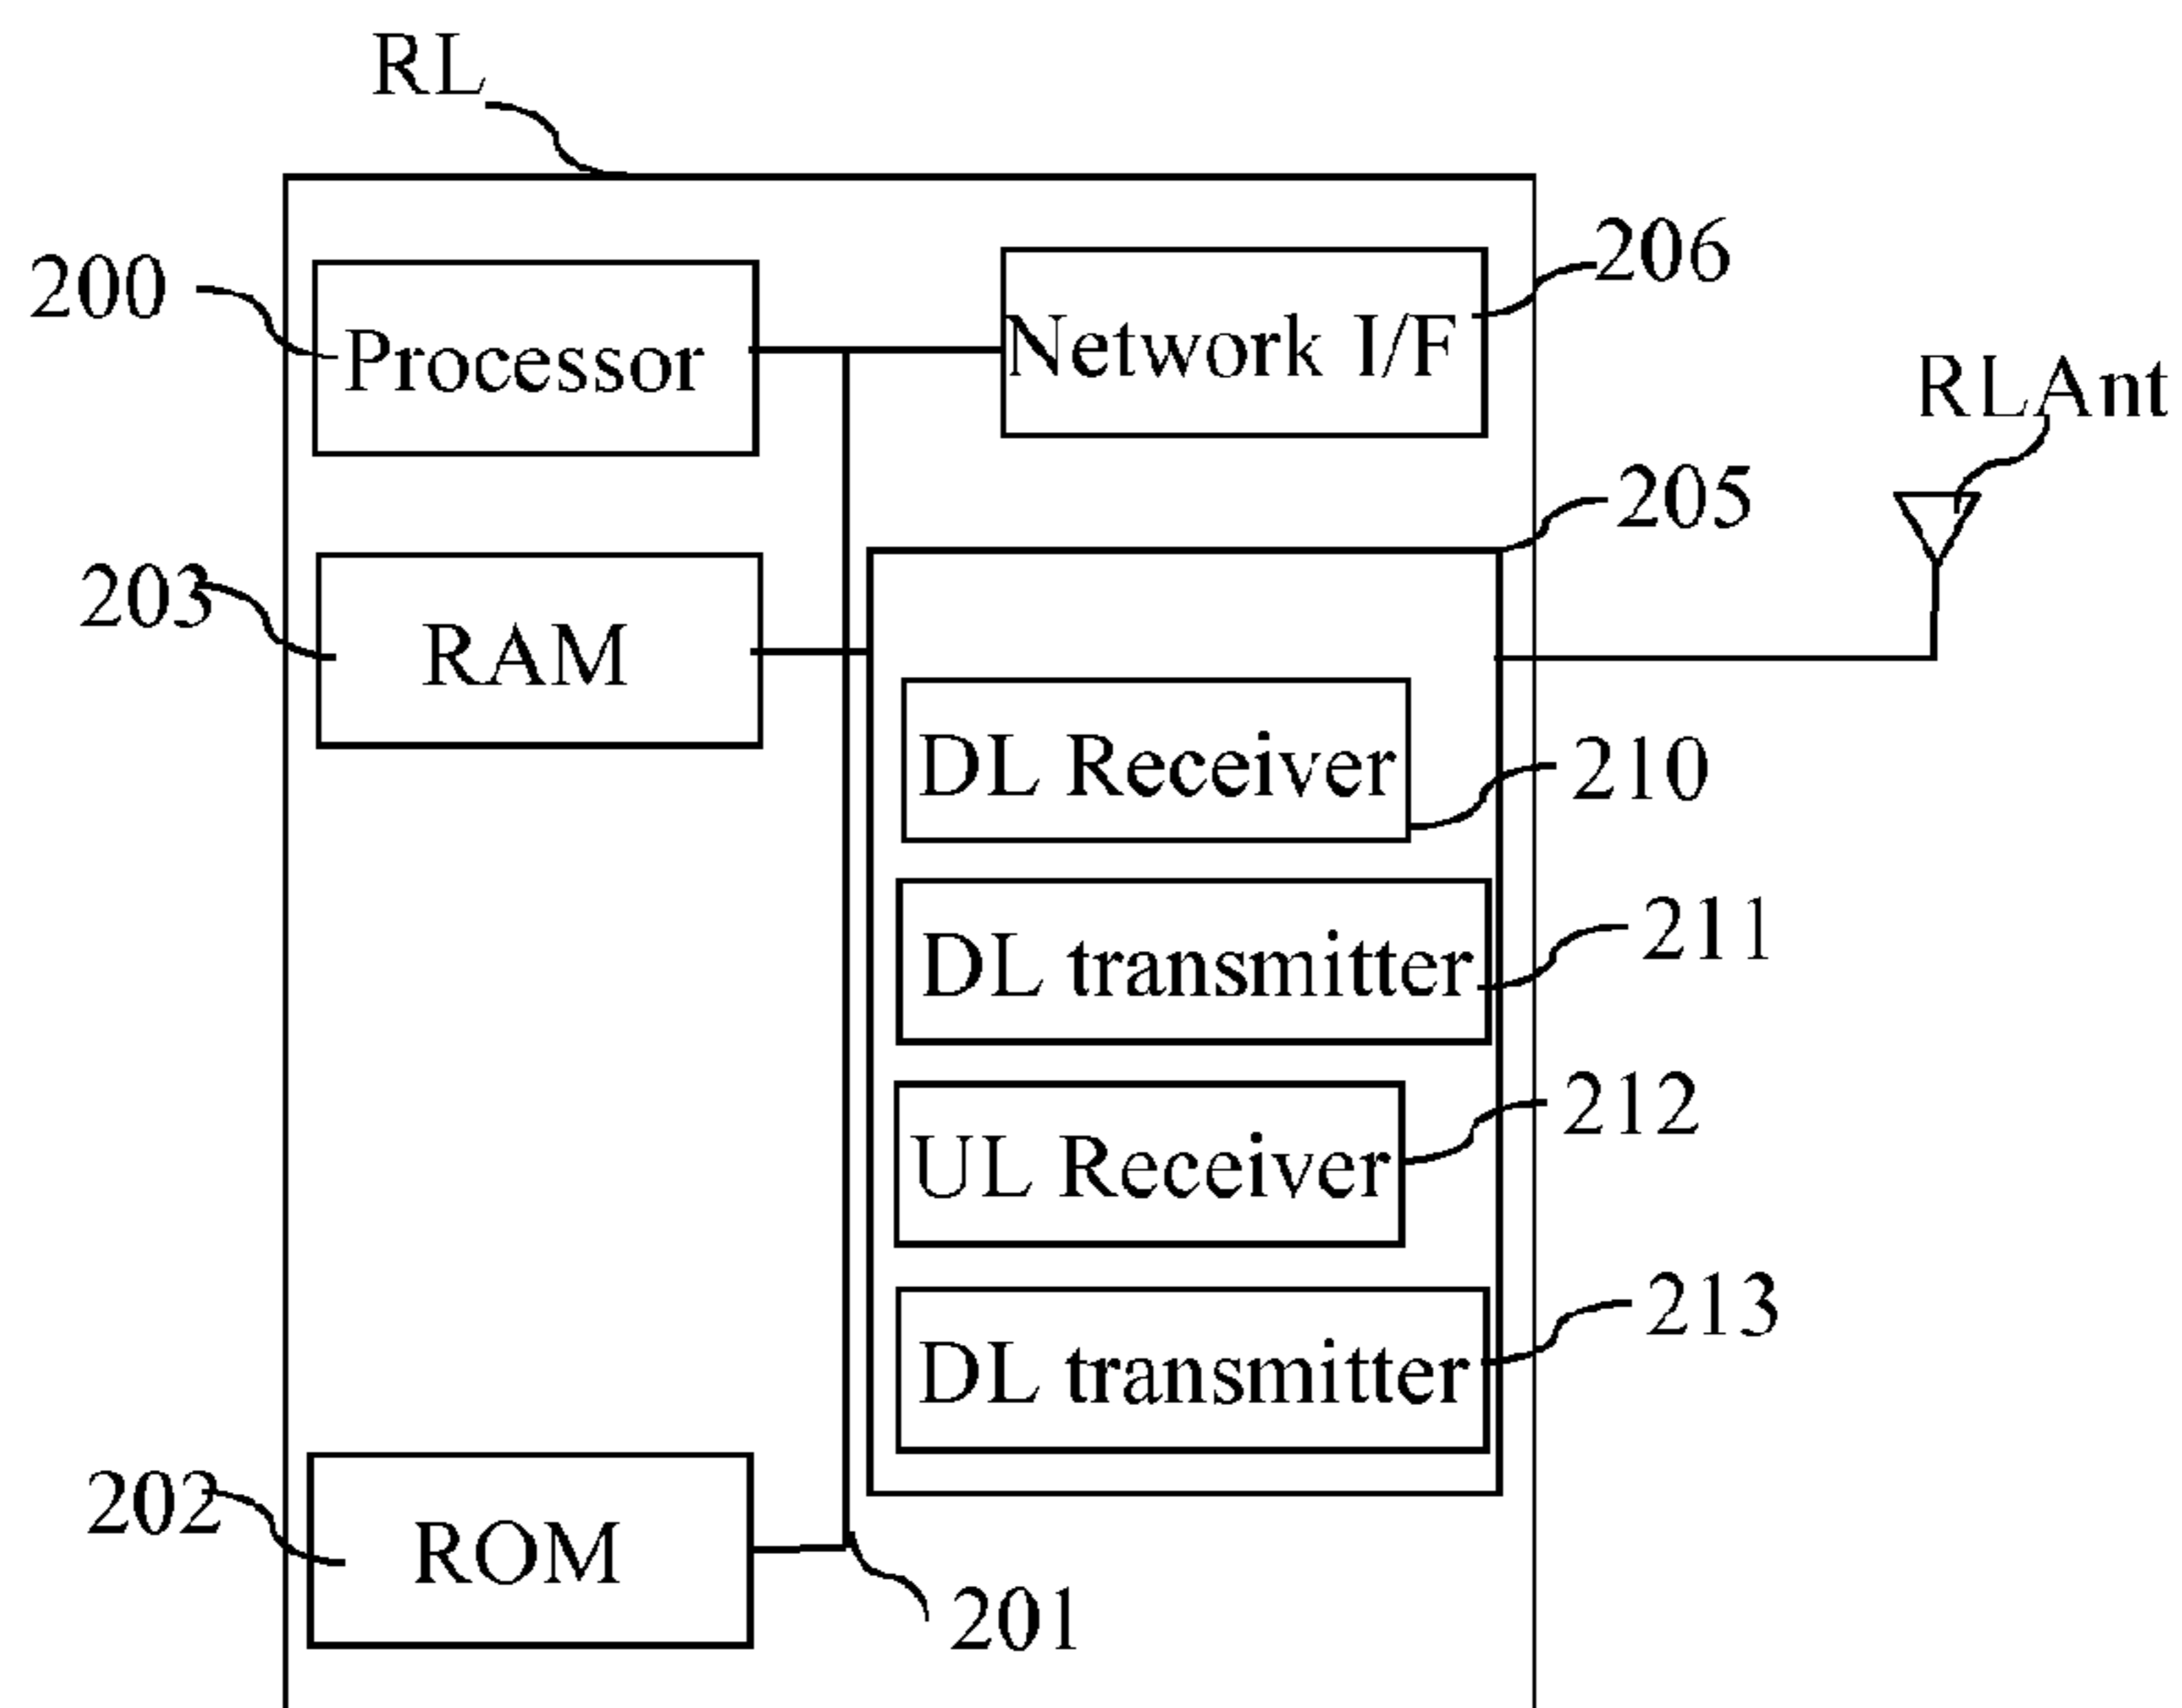 RL
200
Processor
Network I/F
206
RLAnt
205
203
RAM
DL Receiver
210
DL transmitter
211
UL Receiver
212
DL transmitter
213
202
ROM
201